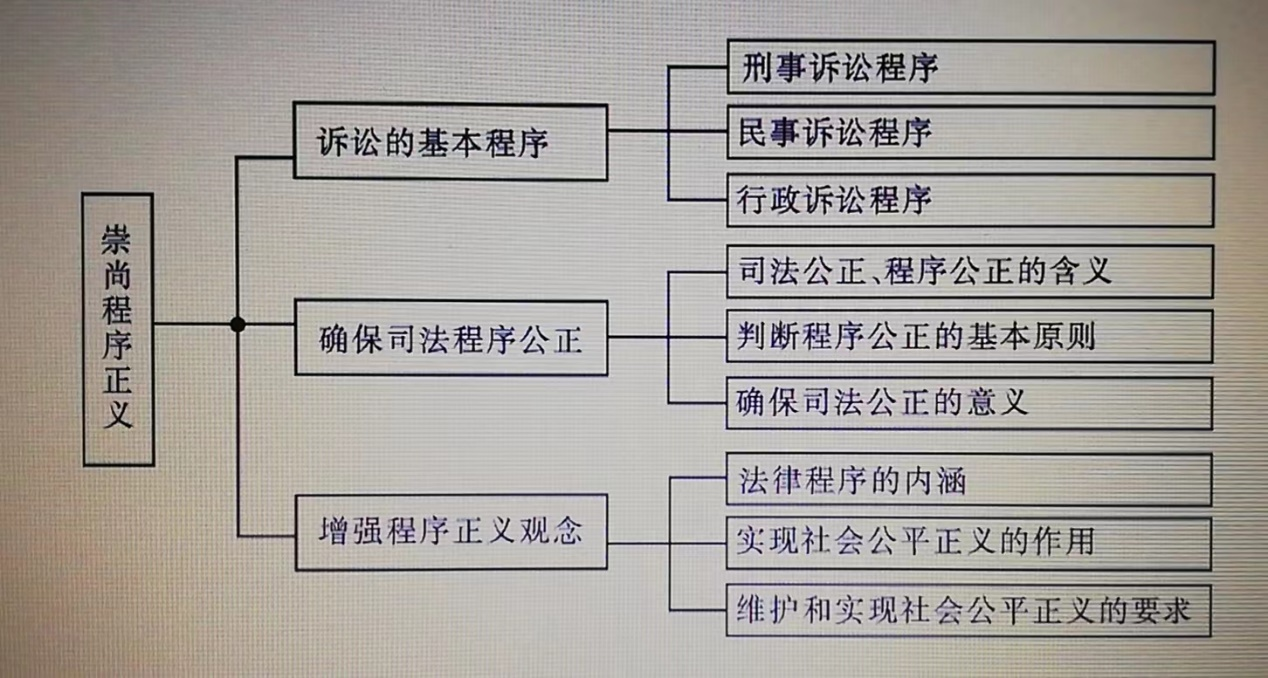 崇尚程序正义
诉讼的基本程序
刑事诉讼程序
民事诉讼程序
行政诉讼程序
确保司法程序公正
司法公正、程序公正的含义
判断程序公正的基本原则
确保司法公正的意义
增强程序正义观念
法律程序的内涵
实现社会公平正义的作用
维护和实现社会公平正义的要求